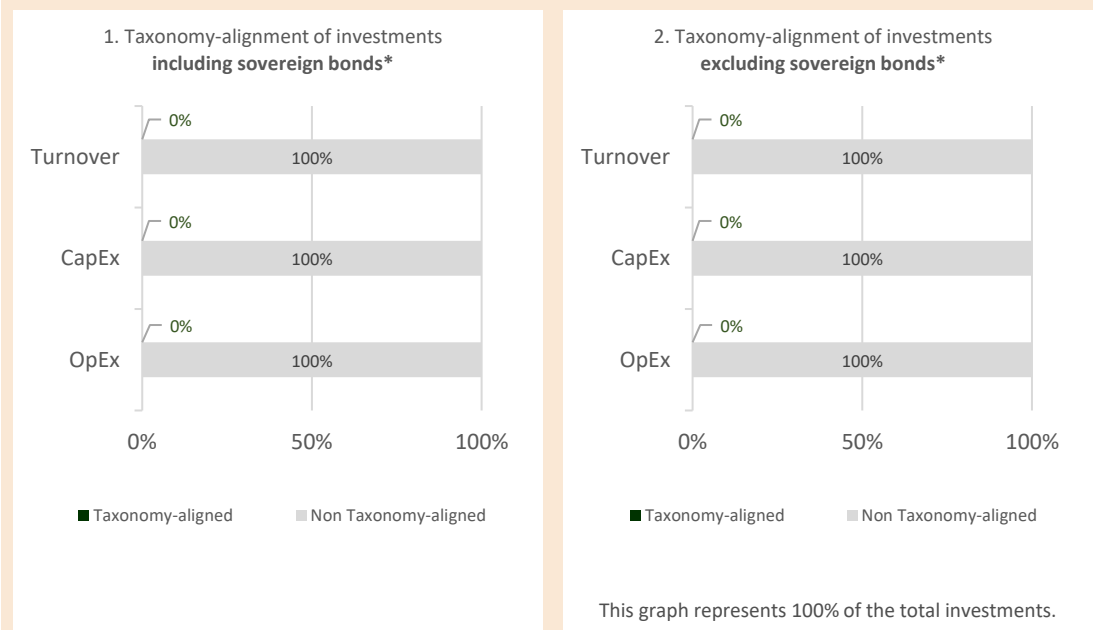 1. Taxonomy-alignment of investments
including sovereign bonds*
0%
Turnover
100%
0%
CapEx
100%
0%
OpEx
100%
0%
50%
100%
Taxonomy-aligned
Non Taxonomy-aligned
2. Taxonomy-alignment of investments
excluding sovereign bonds*
0%
Turnover
100%
0%
CapEx
100%
0%
OpEx
100%
0%
50%
100%
Taxonomy-aligned
Non Taxonomy-aligned
This graph represents 100% of the total investments.